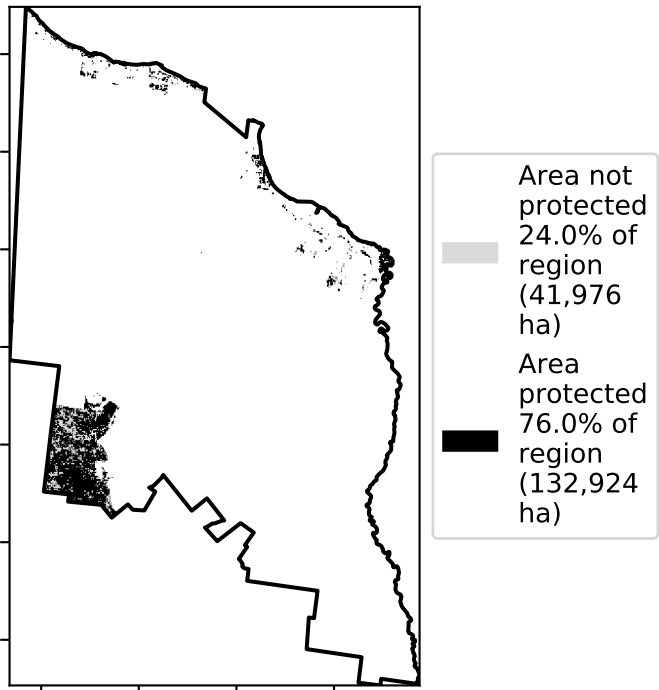 Area not
protected
24.0% of
region
(41,976
ha)
Area
protected
76.0% of
region
(132,924
ha)